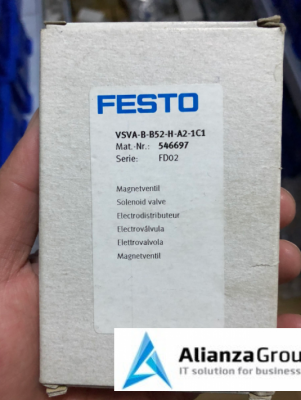 FESTO
VSVA-B-B52-H-A2-1C1
Mat.-Nr.: 546697
Serie: FD02
Magnetventil
Solenoid valve
Electrodistributeur
Electroválvula
Elettrovalvola
Magnetventil
AlianzaGrou
IT solution for business